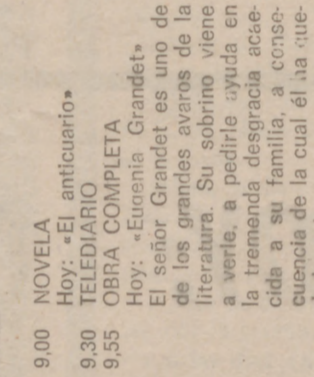 9,00 NOVELA
Hoy: «El anticuario»
9,30 TELEDIARIO
9,55 OBRA COMPLETA
Hoy: «Eugenia Grandet»
El señor Grandet es uno de
de los grandes avaros de la
literatura. Su sobrino viene
a verle, a pedirle ayuda en
la tremenda desgracia acae-
cida a su familia, a conse-
cuencia de la cual él ha que-